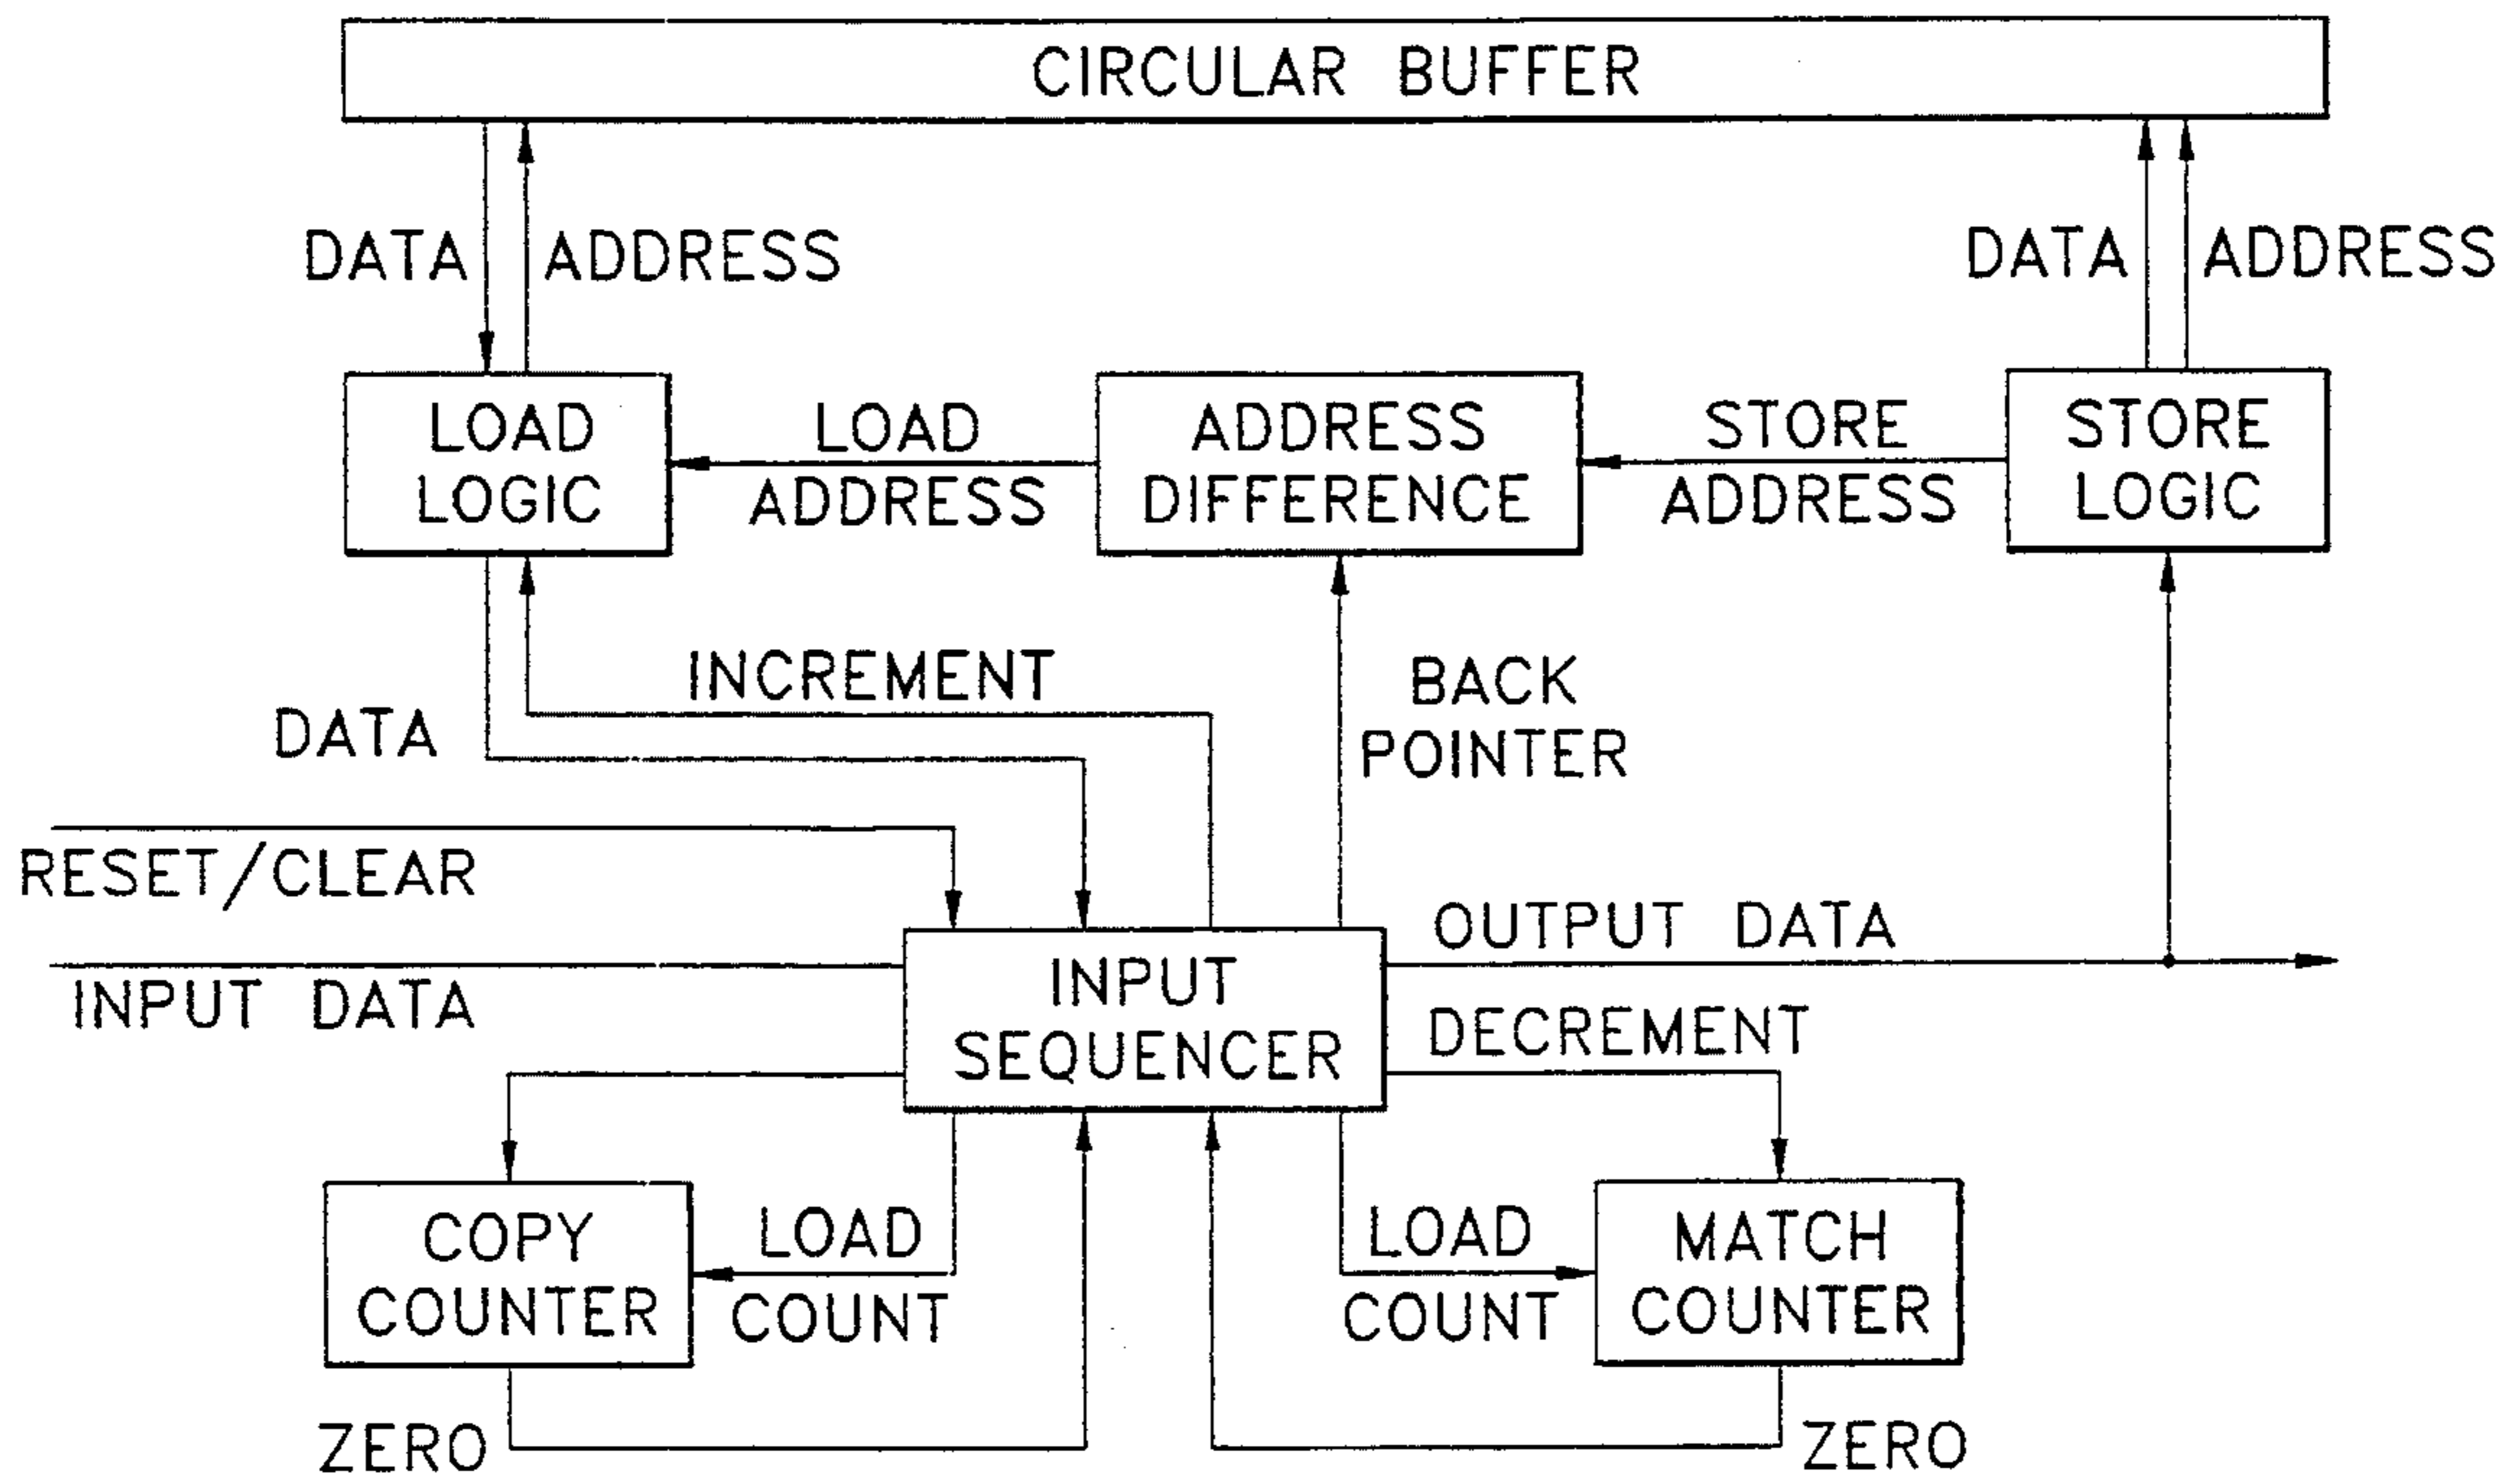 CIRCULAR BUFFER
DATA
ADDRESS
DATA
ADDRESS
LOAD
LOGIC
LOAD
ADDRESS
ADDRESS
DIFFERENCE
STORE
ADDRESS
STORE
LOGIC
INCREMENT
DATA
BACK
POINTER
RESET/CLEAR
INPUT DATA
INPUT
SEQUENCER
OUTPUT DATA
DECREMENT
COPY
COUNTER
LOAD
COUNT
LOAD
COUNT
MATCH
COUNTER
ZERO
ZERO